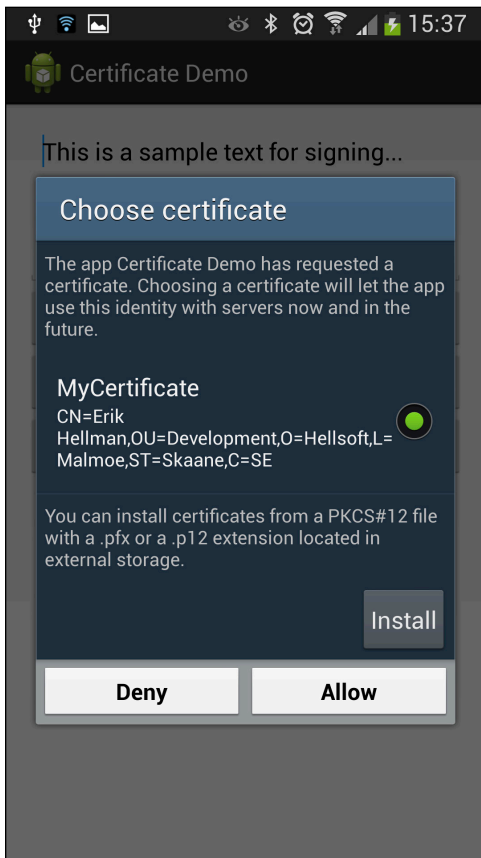 15:37
Certificate Demo
This is a sample text for signing...
Choose certificate
The app Certificate Demo has requested a
certificate. Choosing a certificate will let the app
use this identity with servers now and in the
future.
MyCertificate
CN=Erik
Hellman,OU=Development,O=Hellsoft,L=
Malmoe,ST=Skaane,C=SE
You can install certificates from a PKCS#12 file
with a .pfx or a .p12 extension located in
external storage.
Install
Deny
Allow